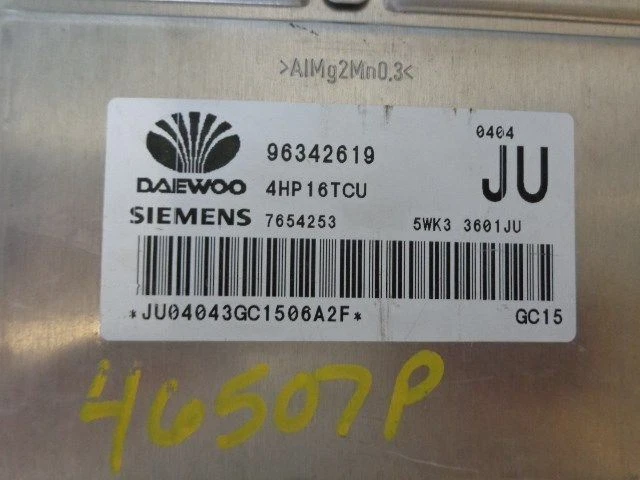 >AlMg2Mn0.3<
96342619
0404
DAEWOO
4HP16TCU
JU
SIEMENS
7654253
5WK3 3601JU
*JU04043GC1506A2F*
GC15
46507P